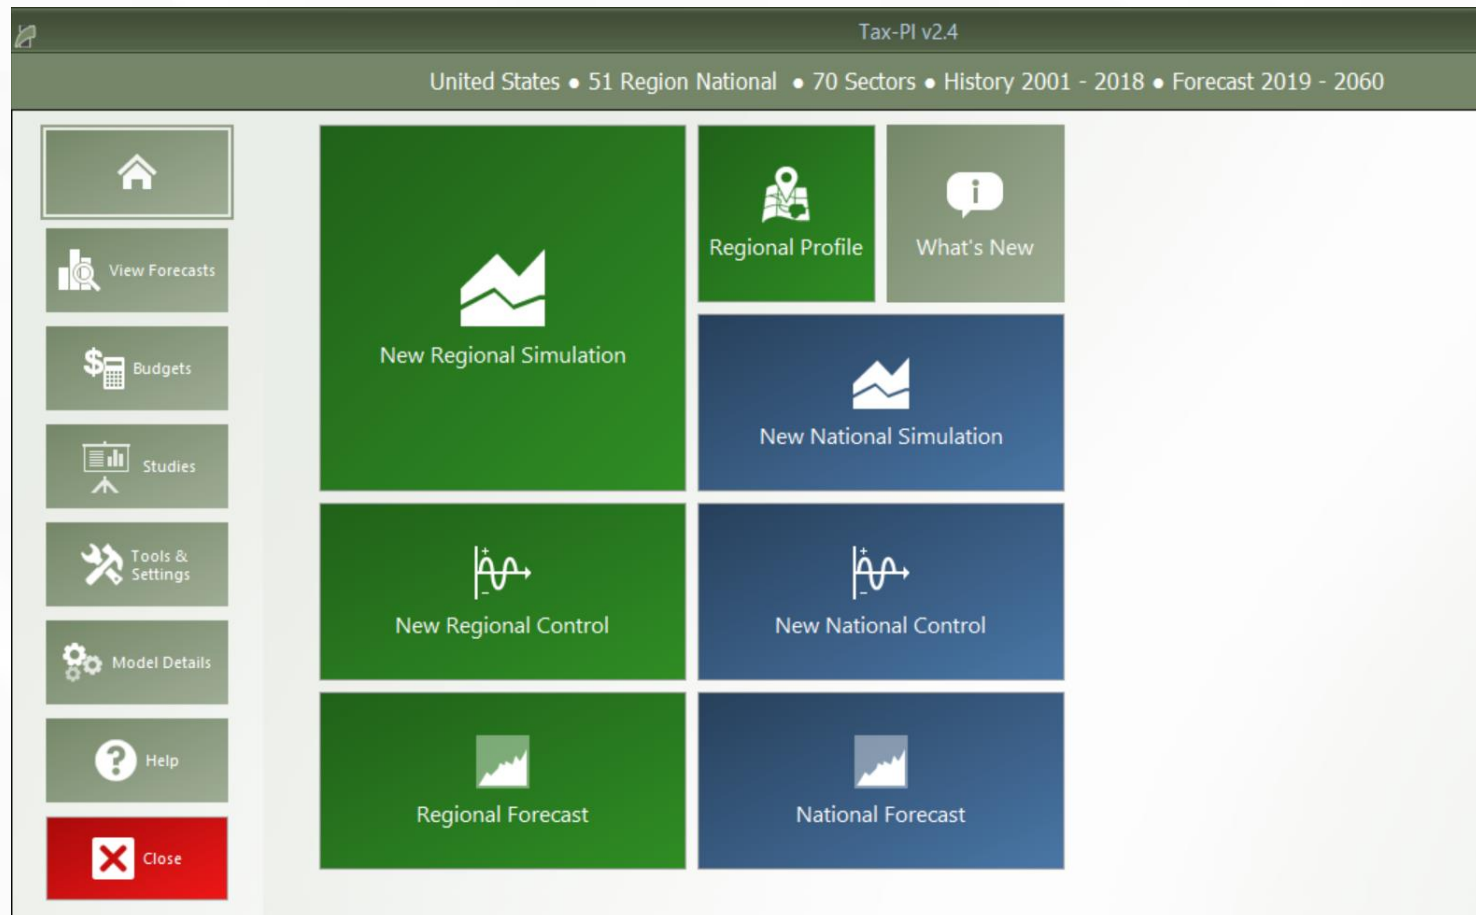 Tax-PI v2.4
United States ● 51 Region National ● 70 Sectors ● History 2001 - 2018 ● Forecast 2019 - 2060
View Forecasts
Budgets
Studies
Tools &
Settings
Model Details
Help
Close
New Regional Simulation
Regional Profile
What's New
New National Simulation
New Regional Control
New National Control
Regional Forecast
National Forecast